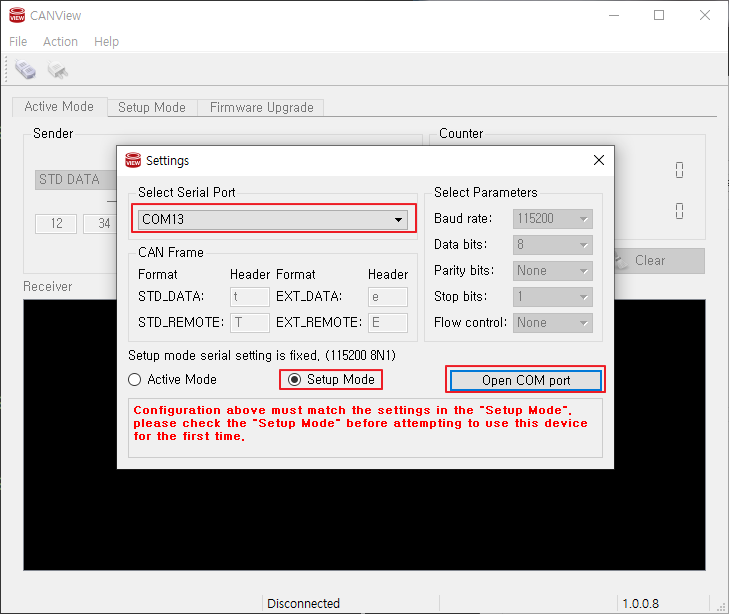 CANView
File Action Help
Active Mode Setup Mode Firmware Upgrade
Sender
Counter
STD DATA
0
12 34
0
Clear
Receiver
VIEW Settings
Select Serial Port
COM13
CAN Frame
Format Header Format Header
STD_DATA: t EXT_DATA: e
STD_REMOTE: T EXT_REMOTE: E
Select Parameters
Baud rate: 115200
Data bits: 8
Parity bits: None
Stop bits: 1
Flow control: None
Setup mode serial setting is fixed, (115200 8N1)
Active Mode Setup Mode Open COM port
Configuration above must match the settings in the "Setup Mode",
please check the "Setup Mode" before attempting to use this device
for the first time,
Disconnected 1.0.0.8